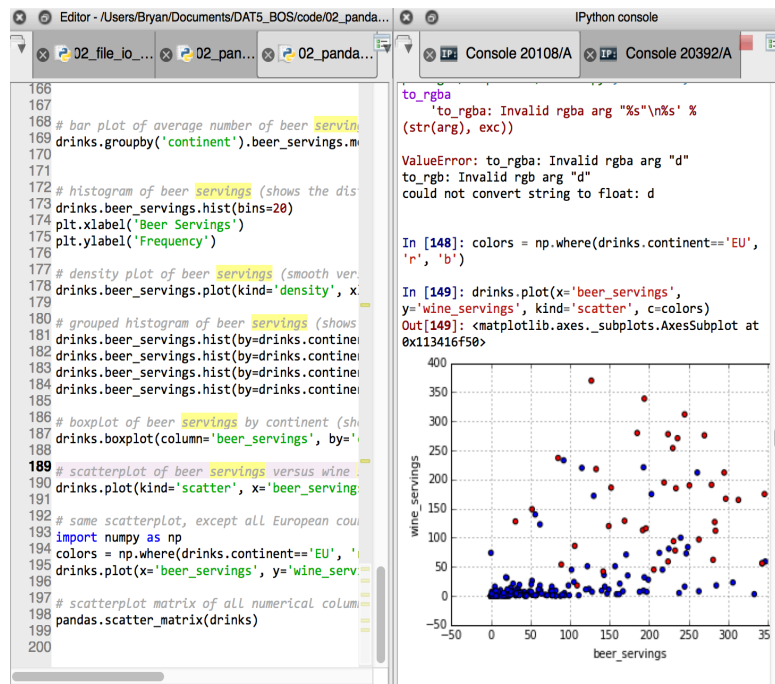 Editor - /Users/Bryan/Documents/DAT5_BOS/code/02_panda...
02_file_io_... 02_pan... 02_panda...
166
167
168 # bar plot of average number of beer serving
169 drinks.groupby('continent').beer_servings.me
170
171
172 # histogram of beer servings (shows the dis
173 drinks.beer_servings.hist(bins=20)
174 plt.xlabel('Beer Servings')
175 plt.ylabel('Frequency')
176
177 # density plot of beer servings (smooth ver
178 drinks.beer_servings.plot(kind='density', xl
179
180 # grouped histogram of beer servings (shows
181 drinks.beer_servings.hist(by=drinks.continen
182 drinks.beer_servings.hist(by=drinks.continen
183 drinks.beer_servings.hist(by=drinks.continen
184 drinks.beer_servings.hist(by=drinks.continen
185
186 # boxplot of beer servings by continent (sh
187 drinks.boxplot(column='beer_servings', by='
188
189 # scatterplot of beer servings versus wine
190 drinks.plot(kind='scatter', x='beer_serving
191
192 # same scatterplot, except all European cou
193 import numpy as np
194 colors = np.where(drinks.continent=='EU', '
195 drinks.plot(x='beer_servings', y='wine_serv
196
197 # scatterplot matrix of all numerical colum
198 pandas.scatter_matrix(drinks)
199
200
IPython console
IP: Console 20108/A IP: Console 20392/A
to_rgba
'to_rgba: Invalid rgba arg "%s"\n%s' %
(str(arg), exc))
ValueError: to_rgba: Invalid rgba arg "d"
to_rgb: Invalid rgb arg "d"
could not convert string to float: d
In [148]: colors = np.where(drinks.continent=='EU',
'r', 'b')
In [149]: drinks.plot(x='beer_servings',
y='wine_servings', kind='scatter', c=colors)
Out[149]: <matplotlib.axes._subplots.AxesSubplot at
0x113416f50>
400
350
300
250
200
150
100
50
0
−50
wine_servings
−50 0 50 100 150 200 250 300 35
beer_servings